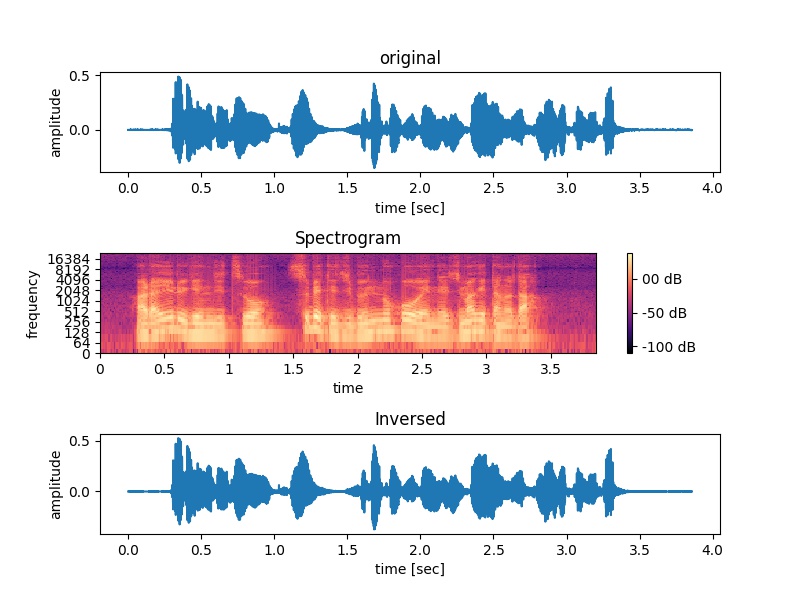 original
0.5
0.0
amplitude
0.0 0.5 1.0 1.5 2.0 2.5 3.0 3.5 4.0
time [sec]
Spectrogram
16384
8192
4096
2048
1024
512
256
128
64
0
frequency
0 0.5 1 1.5 2 2.5 3 3.5
time
00 dB
-50 dB
-100 dB
Inversed
0.5
0.0
amplitude
0.0 0.5 1.0 1.5 2.0 2.5 3.0 3.5 4.0
time [sec]